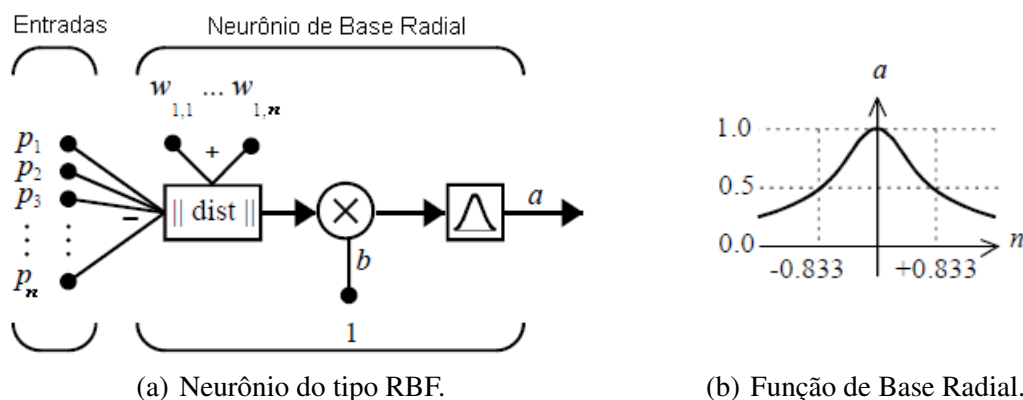 Entradas
Neurônio de Base Radial
w1,1 ... w1,n
p1
p2
p3
pn
+
−
|| dist ||
×
b
a
1
a
1.0
0.5
0.0
-0.833
+0.833
n
(a) Neurônio do tipo RBF.
(b) Função de Base Radial.